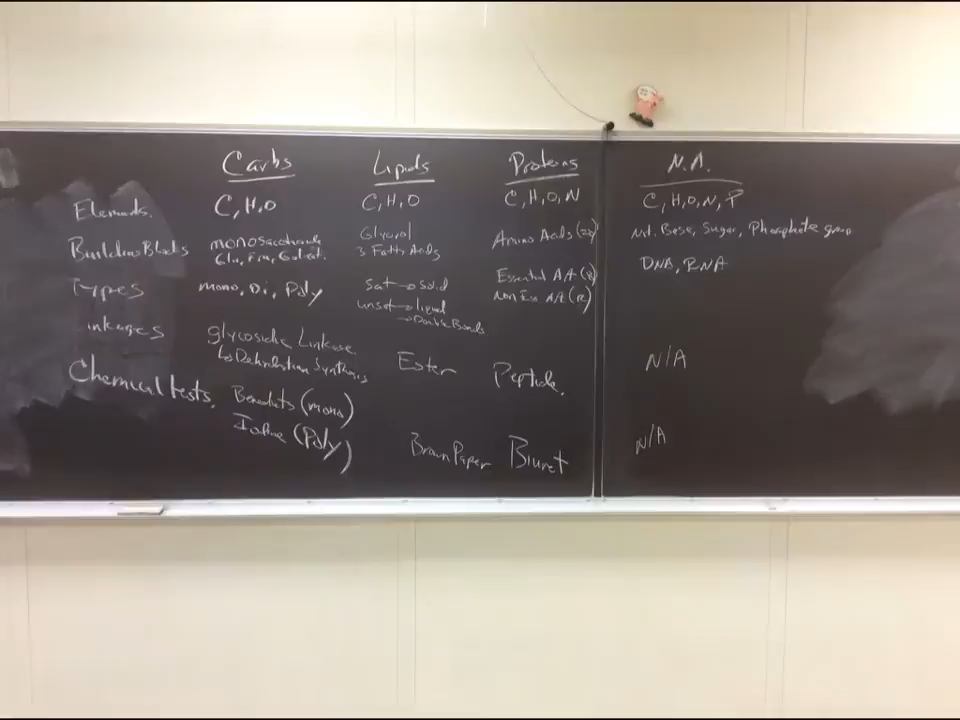 Carbs Lipids Proteins N.A.
Elements. C, H, O C, H, O C, H, O, N C, H, O, N, P
Building Blocks monosaccharide Glycerol Amino Acids (20) Nit. Base, Sugar, Phosphate group
Glu, Fru, Galact. 3 Fatty Acids
Types mono, Di, Poly Sat → Solid Essential AA (8) DNA, RNA
unsat → liquid Non Ess AA (12)
→ Double Bonds
Linkages glycosidic Linkage Ester Peptide. N/A
↳ Dehydration Synthesis
Chemical tests. Benedicts (mono) Brown Paper Biuret N/A
Iodine (Poly)